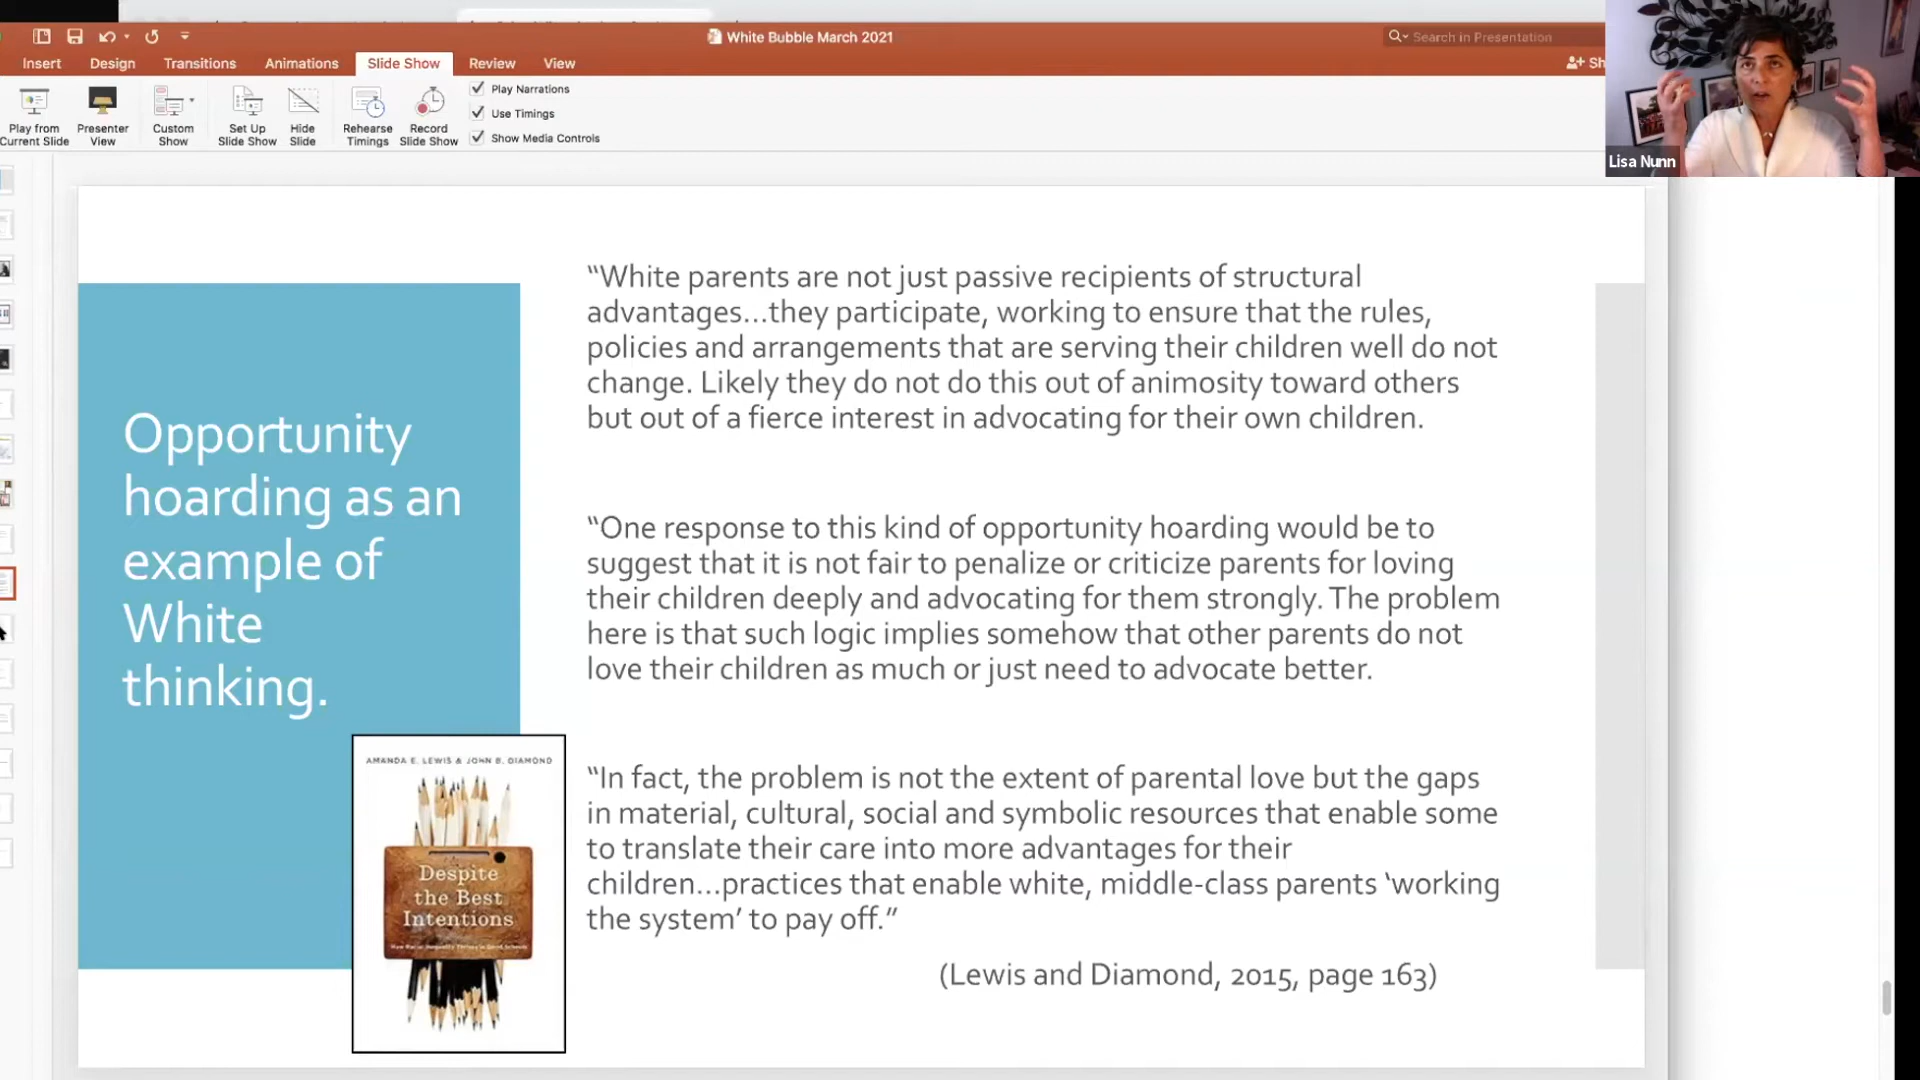 White Bubble March 2021
Search in Presentation
Insert
Design
Transitions
Animations
Slide Show
Review
View
Sh
Play from
Current Slide
Presenter
View
Custom
Show
Set Up
Slide Show
Hide
Slide
Rehearse
Timings
Record
Slide Show
Play Narrations
Use Timings
Show Media Controls
Lisa Nunn
Opportunity
hoarding as an
example of
White
thinking.
AMANDA E. LEWIS & JOHN B. DIAMOND
Despite
the Best
Intentions
How Racial Inequality Thrives in Good Schools
“White parents are not just passive recipients of structural
advantages...they participate, working to ensure that the rules,
policies and arrangements that are serving their children well do not
change. Likely they do not do this out of animosity toward others
but out of a fierce interest in advocating for their own children.
“One response to this kind of opportunity hoarding would be to
suggest that it is not fair to penalize or criticize parents for loving
their children deeply and advocating for them strongly. The problem
here is that such logic implies somehow that other parents do not
love their children as much or just need to advocate better.
“In fact, the problem is not the extent of parental love but the gaps
in material, cultural, social and symbolic resources that enable some
to translate their care into more advantages for their
children...practices that enable white, middle-class parents ‘working
the system’ to pay off.”
(Lewis and Diamond, 2015, page 163)